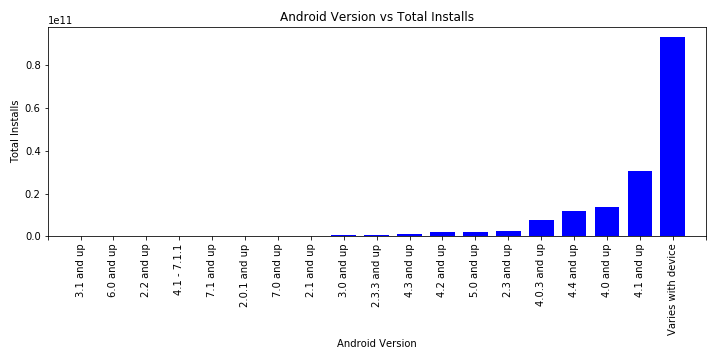 Android Version vs Total Installs
1e11
0.8
0.6
0.4
0.2
0.0
Total Installs
3.1 and up
6.0 and up
2.2 and up
4.1 - 7.1.1
7.1 and up
2.0.1 and up
7.0 and up
2.1 and up
3.0 and up
2.3.3 and up
4.3 and up
4.2 and up
5.0 and up
2.3 and up
4.0.3 and up
4.4 and up
4.0 and up
4.1 and up
Varies with device
Android Version